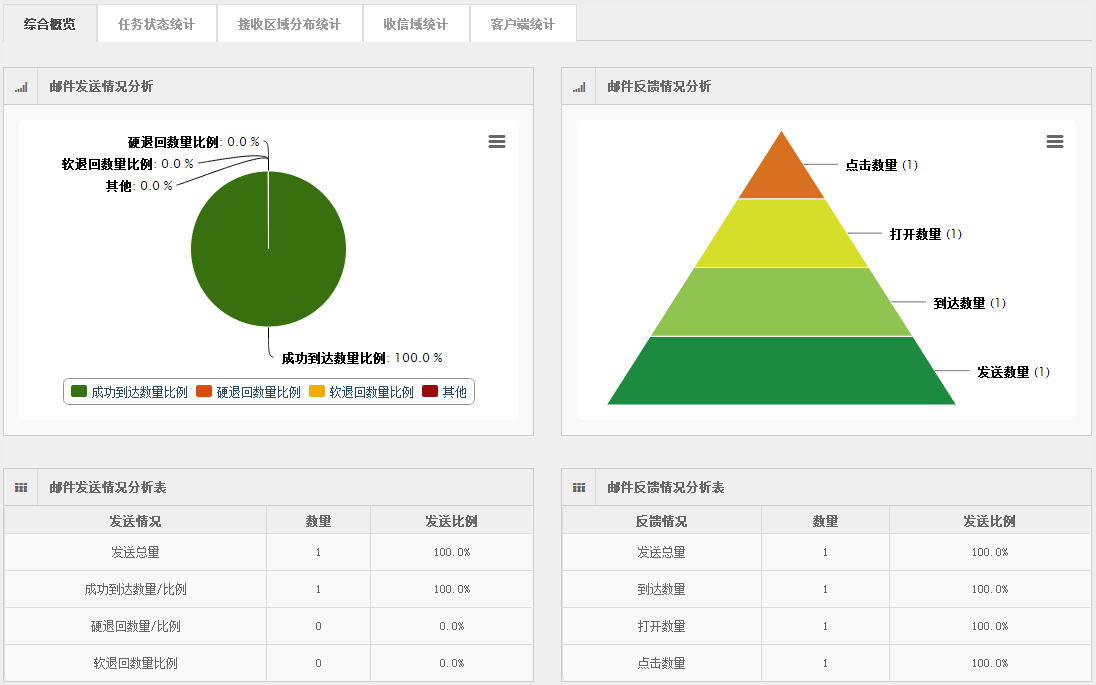 综合概览 任务状态统计 接收区域分布统计 收信域统计 客户端统计
邮件发送情况分析
硬退回数量比例: 0.0 %
软退回数量比例: 0.0 %
其他: 0.0 %
成功到达数量比例: 100.0 %
成功到达数量比例 硬退回数量比例 软退回数量比例 其他
邮件反馈情况分析
点击数量 (1)
打开数量 (1)
到达数量 (1)
发送数量 (1)
邮件发送情况分析表
发送情况 数量 发送比例
发送总量 1 100.0%
成功到达数量/比例 1 100.0%
硬退回数量/比例 0 0.0%
软退回数量比例 0 0.0%
邮件反馈情况分析表
反馈情况 数量 发送比例
发送总量 1 100.0%
到达数量 1 100.0%
打开数量 1 100.0%
点击数量 1 100.0%